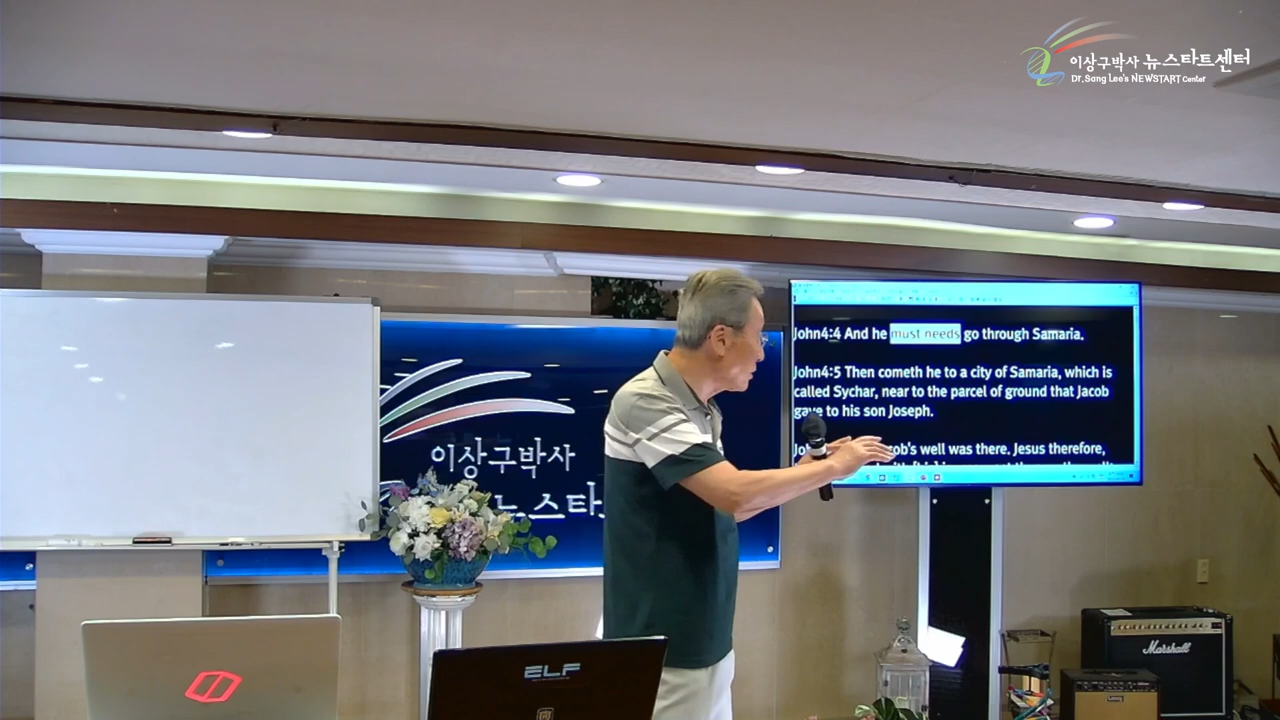 이상구박사 뉴스타트센터
Dr.Sang Lee's NEWSTART Center
John4:4 And he must needs go through Samaria.
John4:5 Then cometh he to a city of Samaria, which is
called Sychar, near to the parcel of ground that Jacob
gave to his son Joseph.
well was there. Jesus therefore,
이상구박사
뉴스타
ELF
Marshall